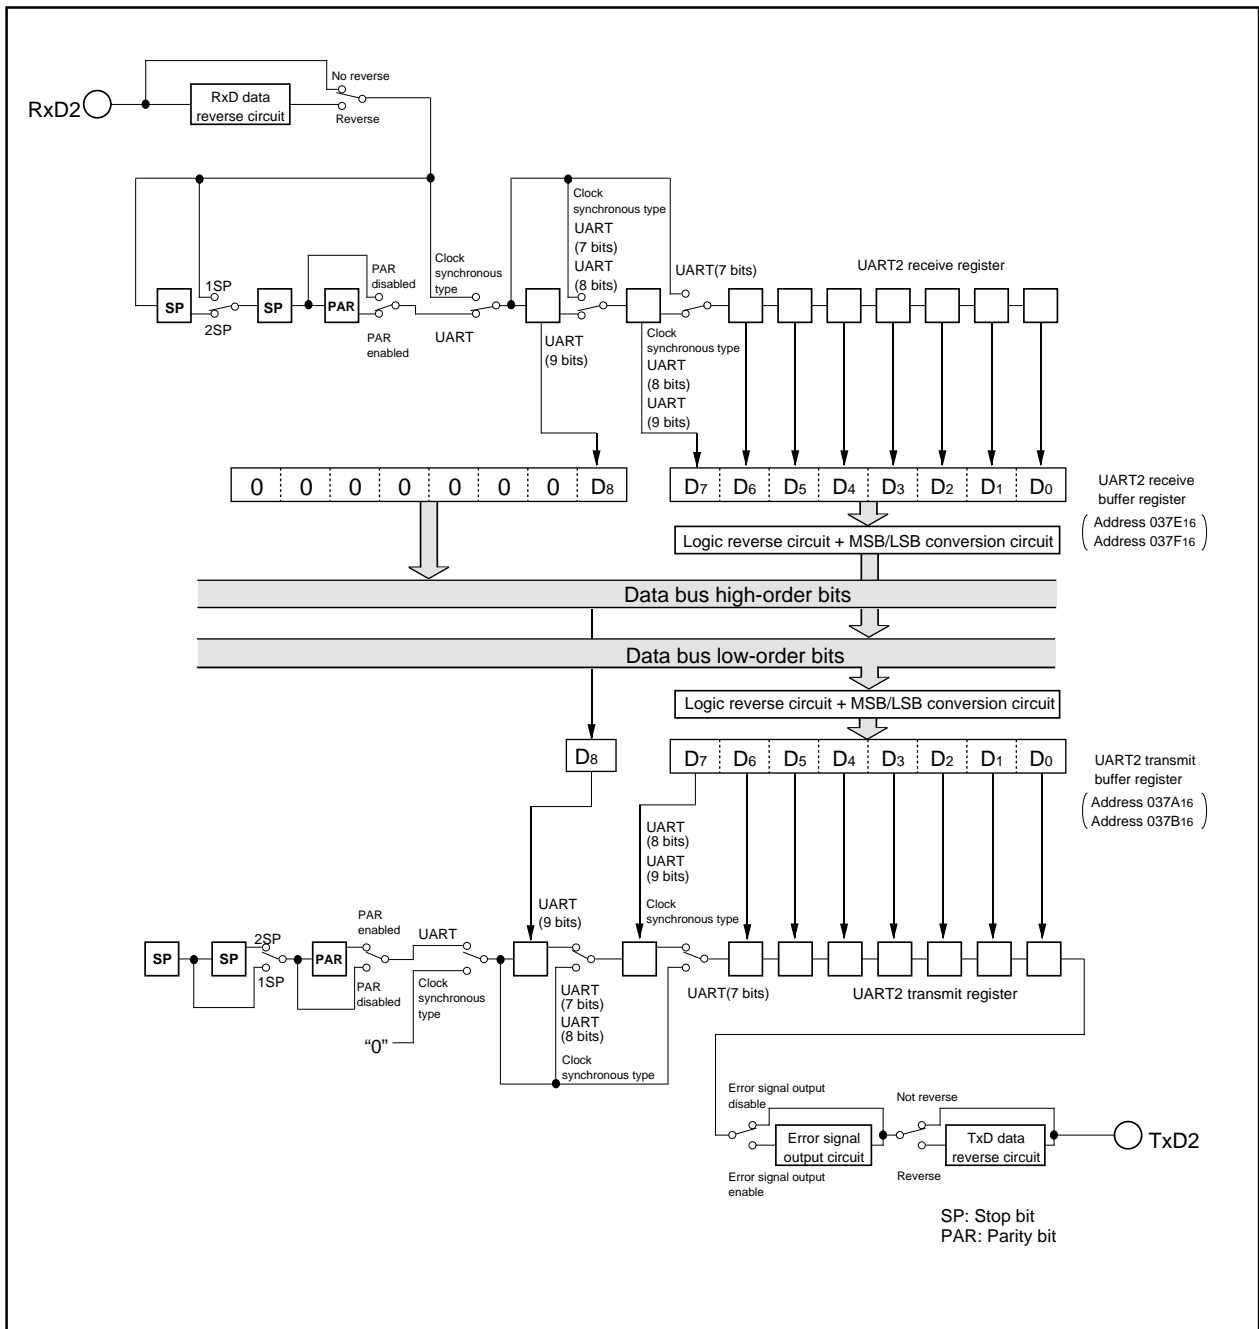 No reverse
RxD2
RxD data
reverse circuit
Reverse
Clock
synchronous type
UART
(7 bits)
UART
(8 bits)
UART(7 bits)
UART2 receive register
1SP
PAR
disabled
Clock
synchronous
type
SP
SP
PAR
2SP
PAR
enabled
UART
UART
(9 bits)
Clock
synchronous type
UART
(8 bits)
UART
(9 bits)
0 0 0 0 0 0 0 D8
D7 D6 D5 D4 D3 D2 D1 D0
UART2 receive
buffer register
Address 037E16
Address 037F16
Logic reverse circuit + MSB/LSB conversion circuit
Data bus high-order bits
Data bus low-order bits
Logic reverse circuit + MSB/LSB conversion circuit
D8
D7 D6 D5 D4 D3 D2 D1 D0
UART2 transmit
buffer register
Address 037A16
Address 037B16
UART
(8 bits)
UART
(9 bits)
Clock
synchronous type
UART
(9 bits)
PAR
enabled
UART
2SP
SP
SP
PAR
1SP
PAR
disabled
Clock
synchronous
type
"0"
UART
(7 bits)
UART
(8 bits)
Clock
synchronous type
UART(7 bits)
UART2 transmit register
Error signal output
disable
Not reverse
Error signal
output circuit
TxD data
reverse circuit
TxD2
Error signal output
enable
Reverse
SP: Stop bit
PAR: Parity bit